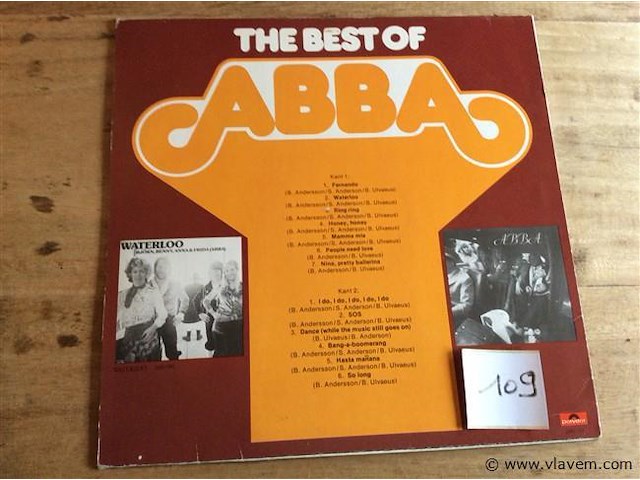 THE BEST OF
ABBA
Kant 1:
1. Fernando
(B. Andersson/S. Anderson/B. Ulvaeus)
2. Waterloo
(B. Andersson/S. Anderson/B. Ulvaeus)
3. Ring ring
(B. Andersson/S. Anderson/B. Ulvaeus)
4. Honey, honey
(B. Andersson/S. Anderson/B. Ulvaeus)
5. Mamma mia
(B. Andersson/S. Anderson/B. Ulvaeus)
6. People need love
(B. Andersson/B. Ulvaeus)
7. Nina, pretty ballerina
(B. Andersson/B. Ulvaeus)
WATERLOO
(BJÖRN, BENNY, ANNA & FRIDA) (ABBA)
ABBA
Kant 2:
1. I do, I do, I do, I do, I do
(B. Andersson/S. Anderson/B. Ulvaeus)
2. SOS
(B. Andersson/S. Anderson/B. Ulvaeus)
3. Dance (while the music still goes on)
(B. Ulvaeus/B. Andersson)
4. Bang-a-boomerang
(B. Andersson/S. Anderson/B. Ulvaeus)
5. Hasta mañana
(B. Andersson/S. Anderson/B. Ulvaeus)
6. So long
(B. Andersson/B. Ulvaeus)
109
polydor
© www.vlavem.com